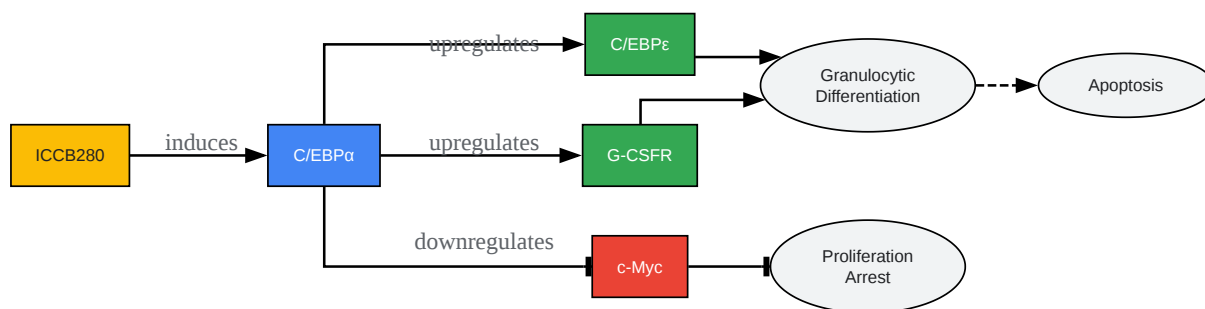 upregulates
C/EBPε
Granulocytic
Differentiation
Apoptosis
ICCB280
induces
C/EBPα
upregulates
G-CSFR
downregulates
c-Myc
Proliferation
Arrest